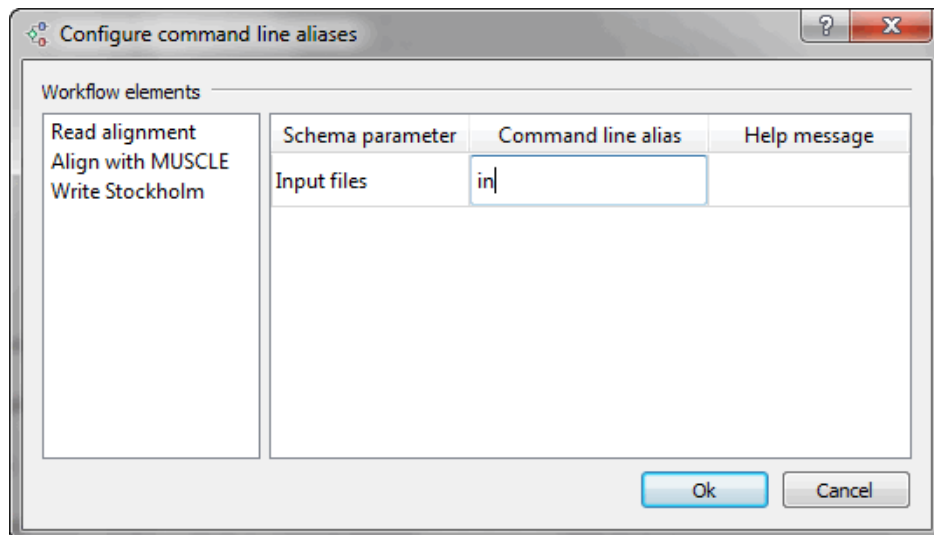 Configure command line aliases
Workflow elements
Read alignment
Align with MUSCLE
Write Stockholm
Schema parameter Command line alias Help message
Input files in
Ok Cancel